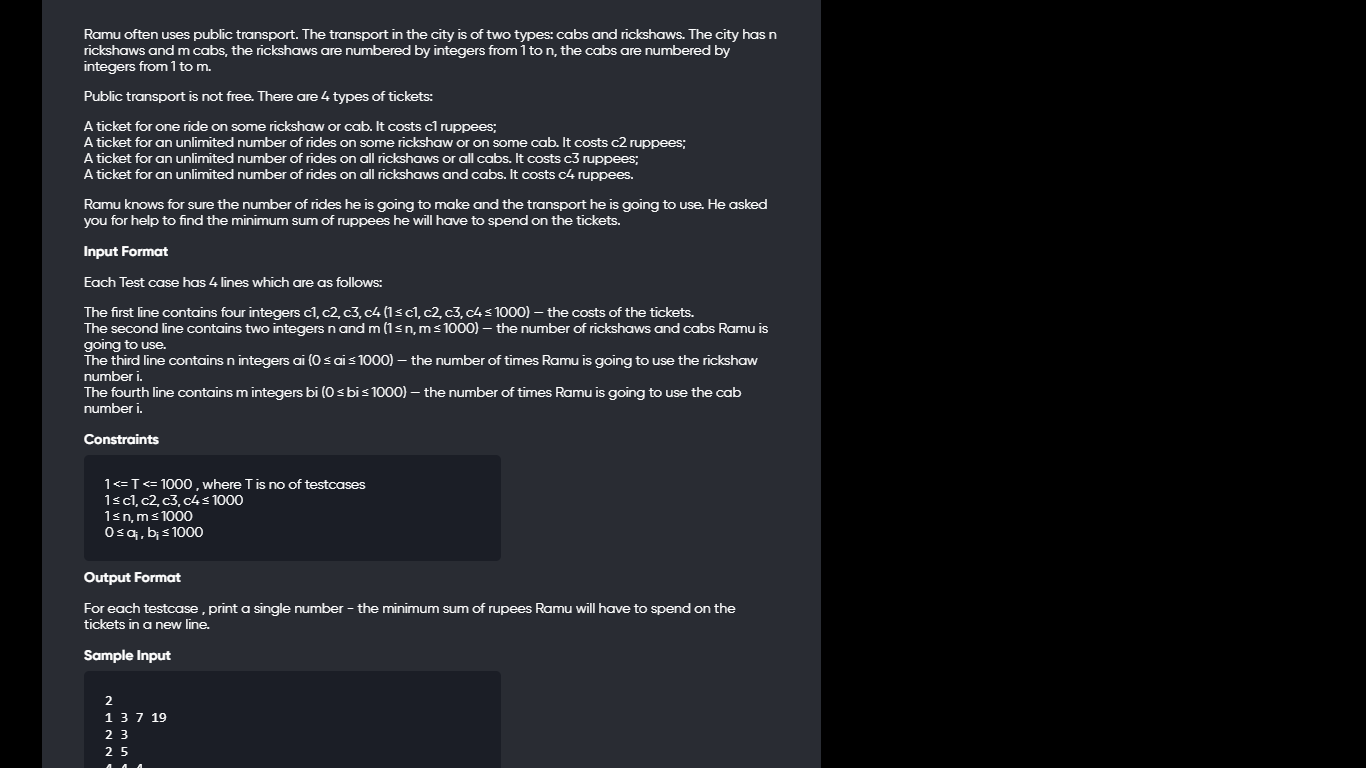 Ramu often uses public transport. The transport in the city is of two types: cabs and rickshaws. The city has n
rickshaws and m cabs, the rickshaws are numbered by integers from 1 to n, the cabs are numbered by
integers from 1 to m.
Public transport is not free. There are 4 types of tickets:
A ticket for one ride on some rickshaw or cab. It costs c1 ruppees;
A ticket for an unlimited number of rides on some rickshaw or on some cab. It costs c2 ruppees;
A ticket for an unlimited number of rides on all rickshaws or all cabs. It costs c3 ruppees;
A ticket for an unlimited number of rides on all rickshaws and cabs. It costs c4 ruppees.
Ramu knows for sure the number of rides he is going to make and the transport he is going to use. He asked
you for help to find the minimum sum of ruppees he will have to spend on the tickets.
Input Format
Each Test case has 4 lines which are as follows:
The first line contains four integers c1, c2, c3, c4 (1 ≤ c1, c2, c3, c4 ≤ 1000) — the costs of the tickets.
The second line contains two integers n and m (1 ≤ n, m ≤ 1000) — the number of rickshaws and cabs Ramu is
going to use.
The third line contains n integers ai (0 ≤ ai ≤ 1000) — the number of times Ramu is going to use the rickshaw
number i.
The fourth line contains m integers bi (0 ≤ bi ≤ 1000) — the number of times Ramu is going to use the cab
number i.
Constraints
1 <= T <= 1000 , where T is no of testcases
1 ≤ c1, c2, c3, c4 ≤ 1000
1 ≤ n, m ≤ 1000
0 ≤ ai , bi ≤ 1000
Output Format
For each testcase , print a single number - the minimum sum of rupees Ramu will have to spend on the
tickets in a new line.
Sample Input
2
1 3 7 19
2 3
2 5
4 4 4